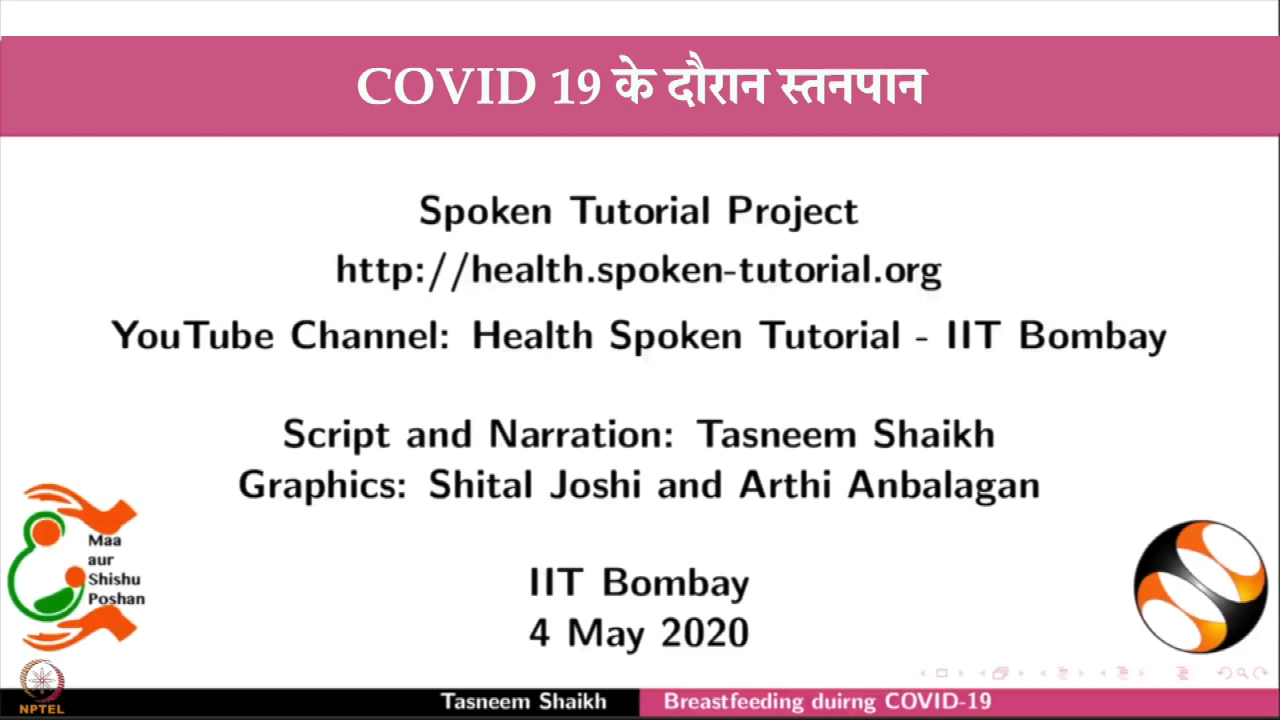 COVID 19 के दौरान स्तनपान
Spoken Tutorial Project
http://health.spoken-tutorial.org
YouTube Channel: Health Spoken Tutorial - IIT Bombay
Script and Narration: Tasneem Shaikh
Graphics: Shital Joshi and Arthi Anbalagan
Maa
aur
Shishu
Poshan
IIT Bombay
4 May 2020
NPTEL
Tasneem Shaikh
Breastfeeding duirng COVID-19